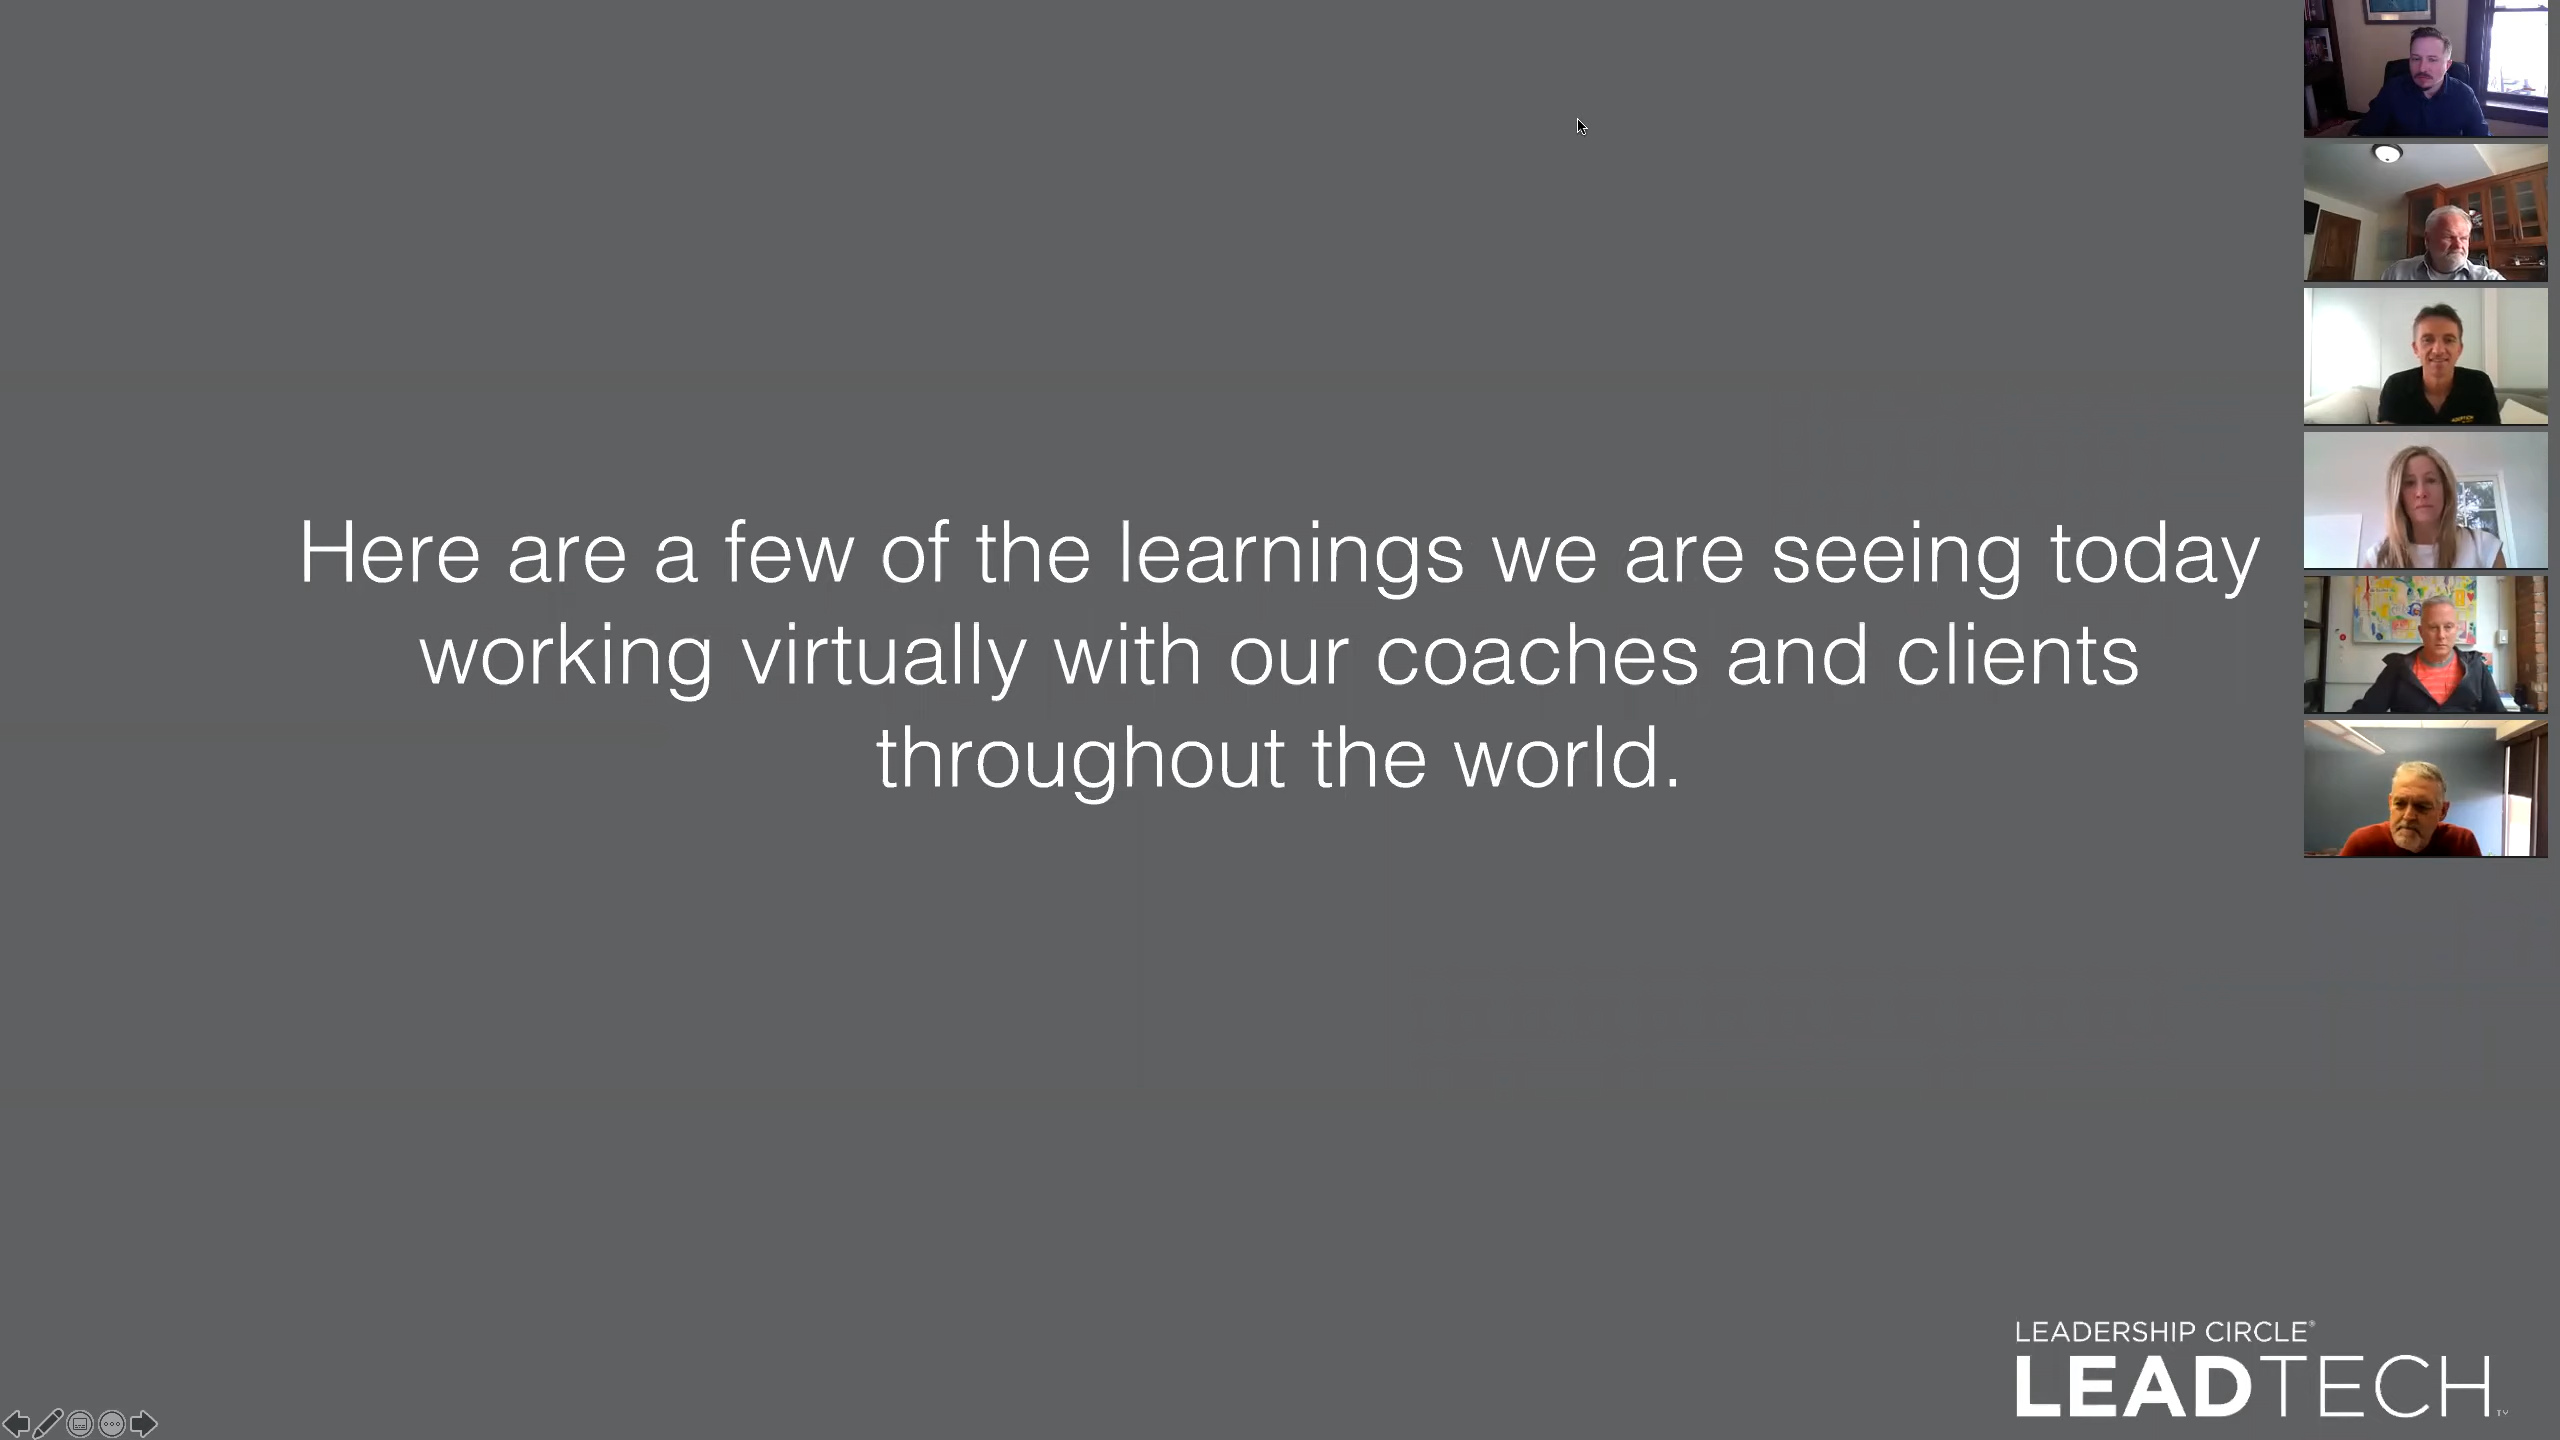 Here are a few of the learnings we are seeing today
working virtually with our coaches and clients
throughout the world.
LEADERSHIP CIRCLE®
LEADTECH™